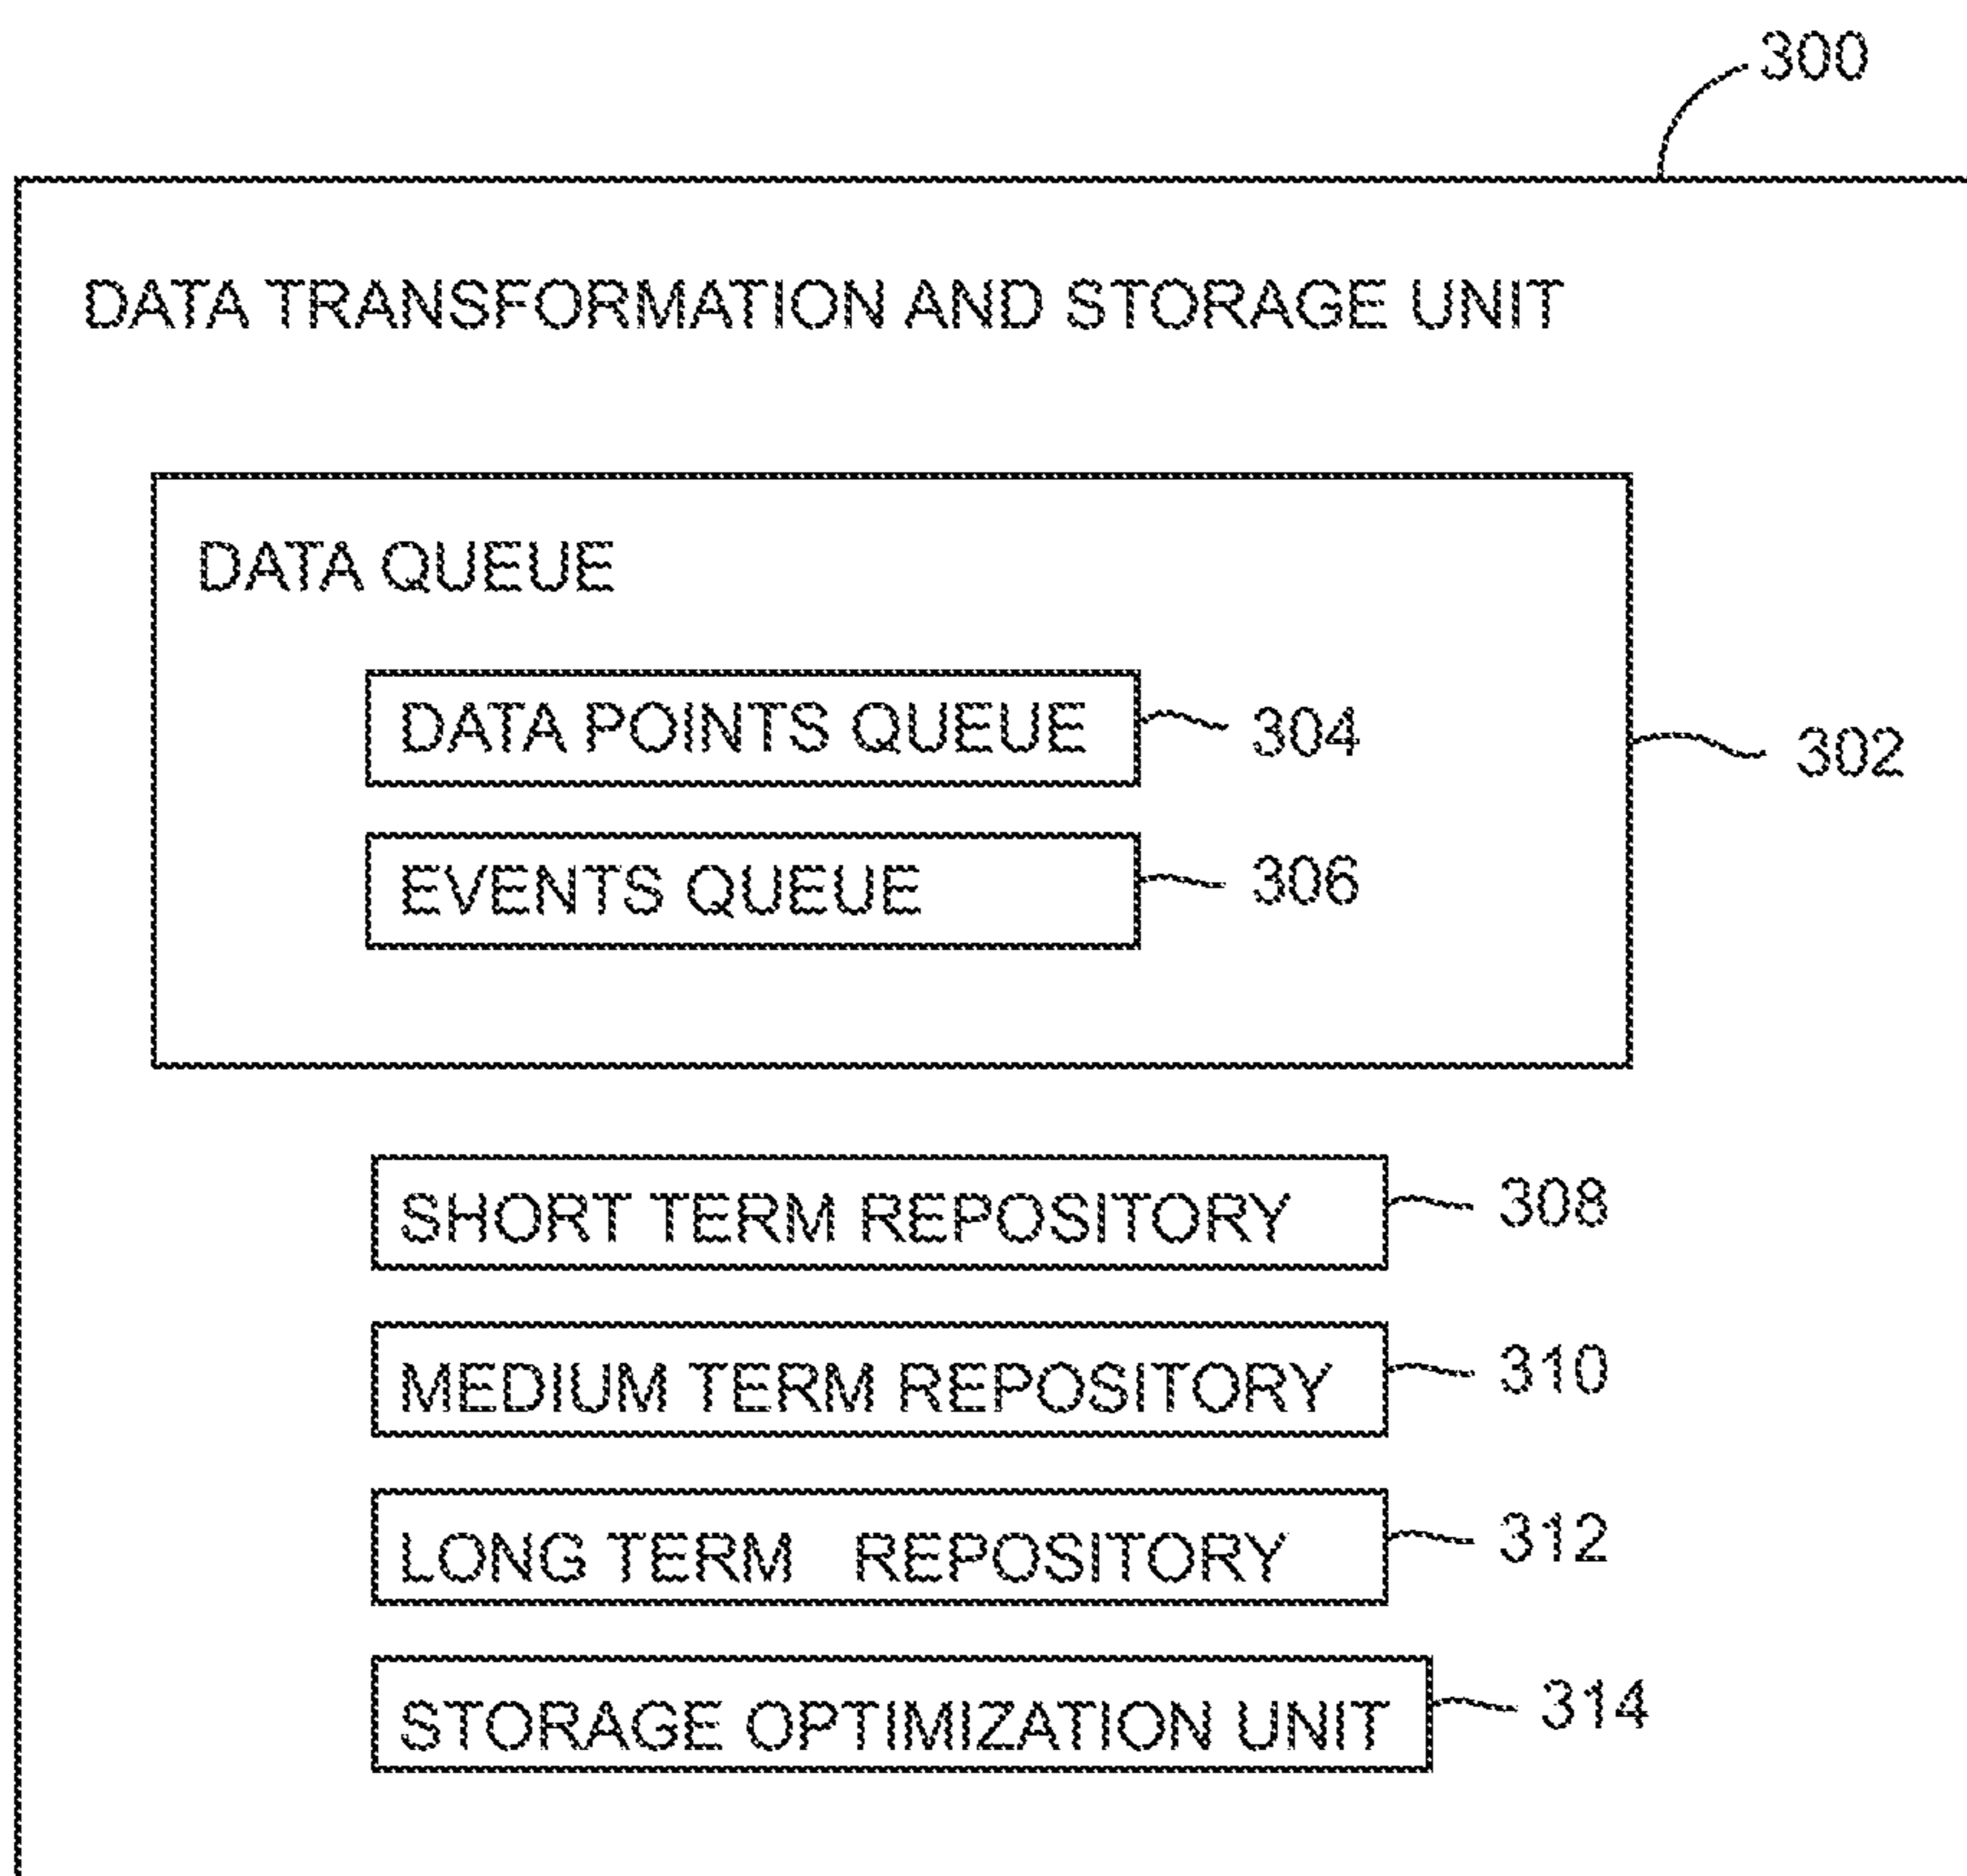 300
DATA TRANSFORMATION AND STORAGE UNIT
DATA QUEUE
DATA POINTS QUEUE 304
302
EVENTS QUEUE 306
SHORT TERM REPOSITORY 308
MEDIUM TERM REPOSITORY 310
LONG TERM REPOSITORY 312
STORAGE OPTIMIZATION UNIT 314